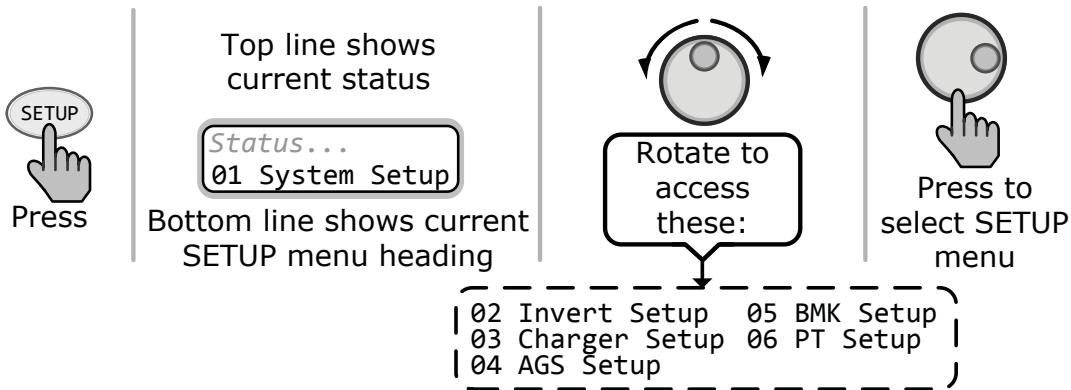 SETUP
Press
Top line shows
current status
Status...
01 System Setup
Bottom line shows current
SETUP menu heading
Rotate to
access
these:
02 Invert Setup 05 BMK Setup
03 Charger Setup 06 PT Setup
04 AGS Setup
Press to
select SETUP
menu